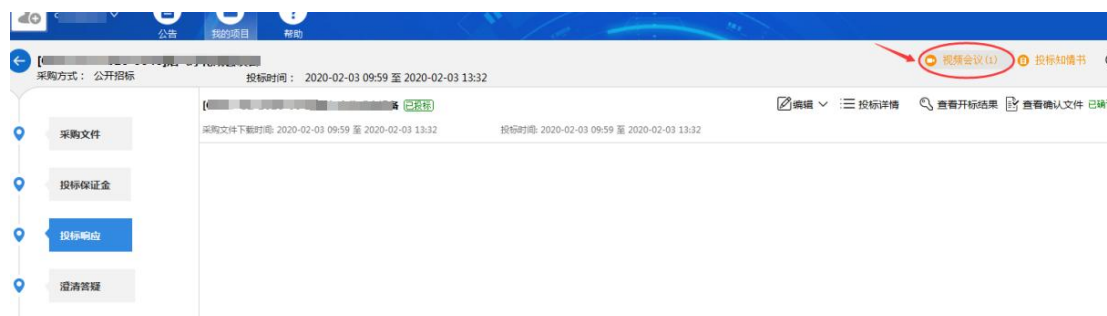 公告 我的项目 帮助
视频会议(1) 投标知情书
采购方式： 公开招标 投标时间： 2020-02-03 09:59 至 2020-02-03 13:32
已投标 编辑 投标详情 查看开标结果 查看确认文件
采购文件下载时间: 2020-02-03 09:59 至 2020-02-03 13:32 投标时间: 2020-02-03 09:59 至 2020-02-03 13:32
采购文件
投标保证金
投标响应
澄清答疑